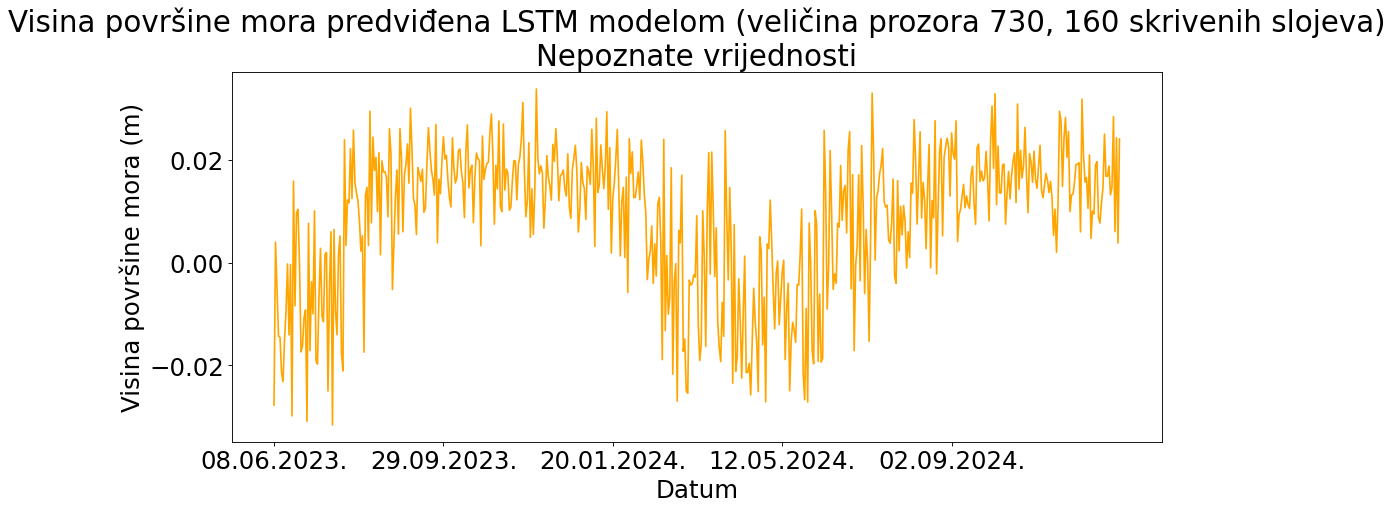 Visina površine mora predviđena LSTM modelom (veličina prozora 730, 160 skrivenih slojeva)
Nepoznate vrijednosti
Visina površine mora (m)
0.02
0.00
−0.02
08.06.2023. 29.09.2023. 20.01.2024. 12.05.2024. 02.09.2024.
Datum